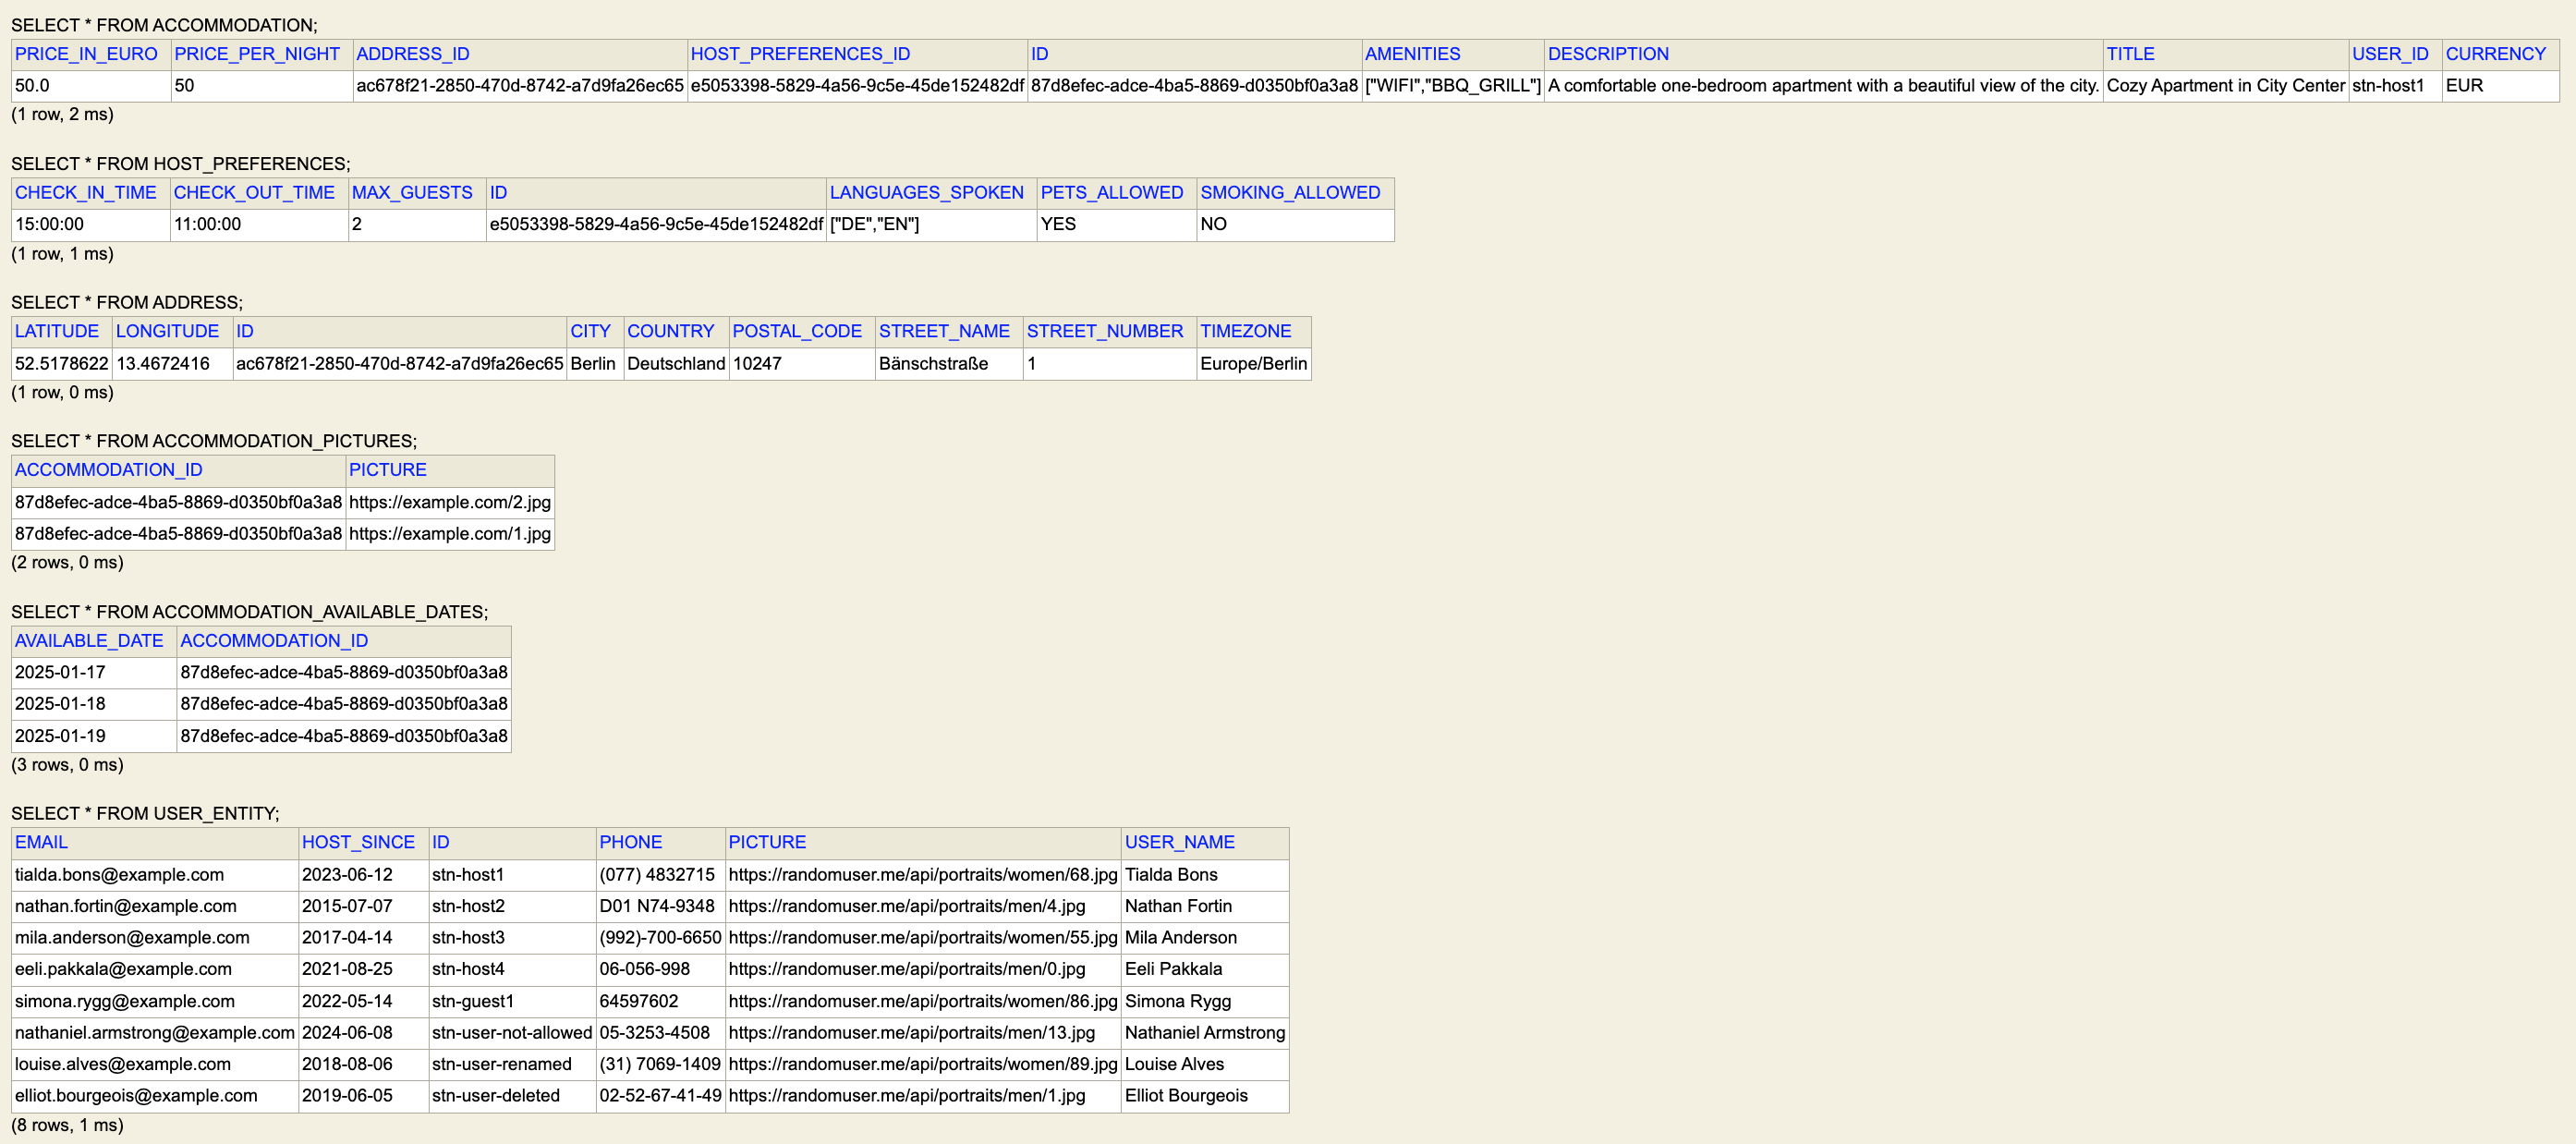 SELECT * FROM ACCOMMODATION;
PRICE_IN_EURO PRICE_PER_NIGHT ADDRESS_ID HOST_PREFERENCES_ID ID AMENITIES DESCRIPTION TITLE USER_ID CURRENCY
50.0 50 ac678f21-2850-470d-8742-a7d9fa26ec65 e5053398-5829-4a56-9c5e-45de152482df 87d8efec-adce-4ba5-8869-d0350bf0a3a8 ["WIFI","BBQ_GRILL"] A comfortable one-bedroom apartment with a beautiful view of the city. Cozy Apartment in City Center stn-host1 EUR
(1 row, 2 ms)
SELECT * FROM HOST_PREFERENCES;
CHECK_IN_TIME CHECK_OUT_TIME MAX_GUESTS ID LANGUAGES_SPOKEN PETS_ALLOWED SMOKING_ALLOWED
15:00:00 11:00:00 2 e5053398-5829-4a56-9c5e-45de152482df ["DE","EN"] YES NO
(1 row, 1 ms)
SELECT * FROM ADDRESS;
LATITUDE LONGITUDE ID CITY COUNTRY POSTAL_CODE STREET_NAME STREET_NUMBER TIMEZONE
52.5178622 13.4672416 ac678f21-2850-470d-8742-a7d9fa26ec65 Berlin Deutschland 10247 Bänschstraße 1 Europe/Berlin
(1 row, 0 ms)
SELECT * FROM ACCOMMODATION_PICTURES;
ACCOMMODATION_ID PICTURE
87d8efec-adce-4ba5-8869-d0350bf0a3a8 https://example.com/2.jpg
87d8efec-adce-4ba5-8869-d0350bf0a3a8 https://example.com/1.jpg
(2 rows, 0 ms)
SELECT * FROM ACCOMMODATION_AVAILABLE_DATES;
AVAILABLE_DATE ACCOMMODATION_ID
2025-01-17 87d8efec-adce-4ba5-8869-d0350bf0a3a8
2025-01-18 87d8efec-adce-4ba5-8869-d0350bf0a3a8
2025-01-19 87d8efec-adce-4ba5-8869-d0350bf0a3a8
(3 rows, 0 ms)
SELECT * FROM USER_ENTITY;
EMAIL HOST_SINCE ID PHONE PICTURE USER_NAME
tialda.bons@example.com 2023-06-12 stn-host1 (077) 4832715 https://randomuser.me/api/portraits/women/68.jpg Tialda Bons
nathan.fortin@example.com 2015-07-07 stn-host2 D01 N74-9348 https://randomuser.me/api/portraits/men/4.jpg Nathan Fortin
mila.anderson@example.com 2017-04-14 stn-host3 (992)-700-6650 https://randomuser.me/api/portraits/women/55.jpg Mila Anderson
eeli.pakkala@example.com 2021-08-25 stn-host4 06-056-998 https://randomuser.me/api/portraits/men/0.jpg Eeli Pakkala
simona.rygg@example.com 2022-05-14 stn-guest1 64597602 https://randomuser.me/api/portraits/women/86.jpg Simona Rygg
nathaniel.armstrong@example.com 2024-06-08 stn-user-not-allowed 05-3253-4508 https://randomuser.me/api/portraits/men/13.jpg Nathaniel Armstrong
louise.alves@example.com 2018-08-06 stn-user-renamed (31) 7069-1409 https://randomuser.me/api/portraits/women/89.jpg Louise Alves
elliot.bourgeois@example.com 2019-06-05 stn-user-deleted 02-52-67-41-49 https://randomuser.me/api/portraits/men/1.jpg Elliot Bourgeois
(8 rows, 1 ms)